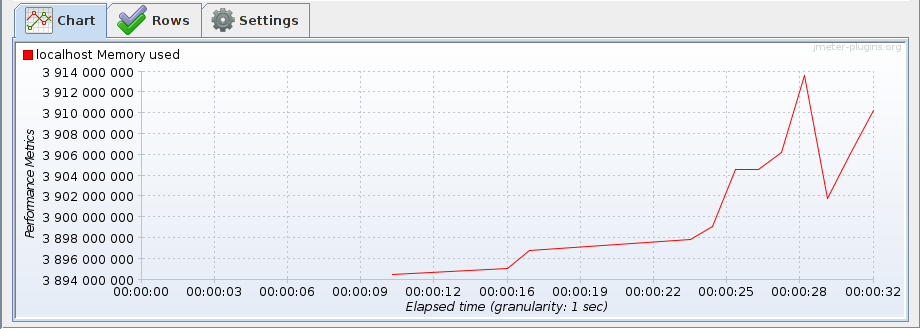 Chart Rows Settings
jmeter-plugins.org
localhost Memory used
3 914 000 000
3 912 000 000
3 910 000 000
3 908 000 000
3 906 000 000
3 904 000 000
3 902 000 000
3 900 000 000
3 898 000 000
3 896 000 000
3 894 000 000
Performance Metrics
00:00:00 00:00:03 00:00:06 00:00:09 00:00:12 00:00:16 00:00:19 00:00:22 00:00:25 00:00:28 00:00:32
Elapsed time (granularity: 1 sec)